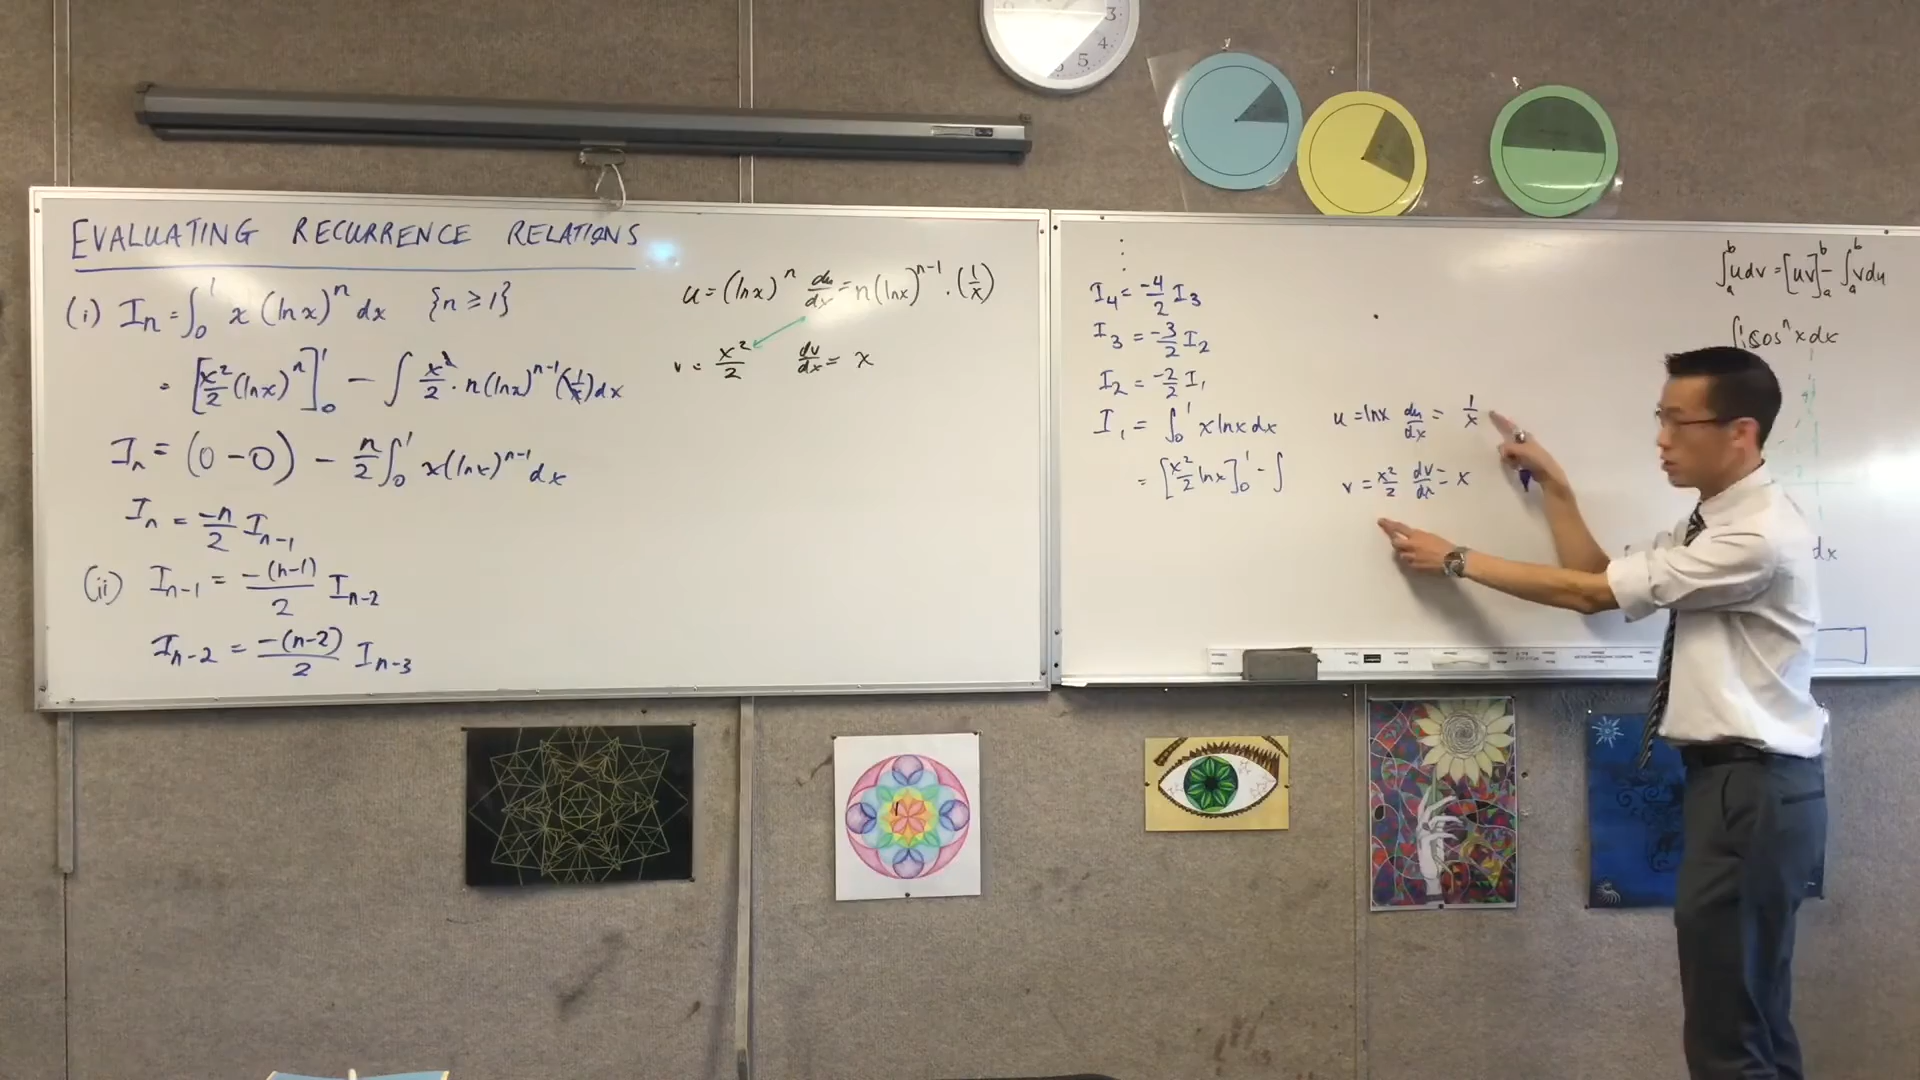 EVALUATING RECURRENCE RELATIONS
(i) Iₙ = ∫₀¹ x (ln x)ⁿ dx {n ≥ 1}
= [x²/2 (ln x)ⁿ]₀¹ − ∫ x²/2 · n(ln x)ⁿ⁻¹ (1/x) dx
Iₙ = (0 − 0) − n/2 ∫₀¹ x(ln x)ⁿ⁻¹ dx
Iₙ = −n/2 Iₙ₋₁
(ii) Iₙ₋₁ = −(n−1)/2 Iₙ₋₂
Iₙ₋₂ = −(n−2)/2 Iₙ₋₃
u = (ln x)ⁿ du/dx = n(ln x)ⁿ⁻¹ · (1/x)
v = x²/2 dv/dx = x
⋮
I₄ = −4/2 I₃
I₃ = −3/2 I₂
I₂ = −2/2 I₁
I₁ = ∫₀¹ x ln x dx
= [x²/2 ln x]₀¹ − ∫
u = ln x du/dx = 1/x
v = x²/2 dv/dx = x
∫ₐᵇ u dv = [uv]ₐᵇ − ∫ₐᵇ v du
cosⁿ x dx
dx
3
4
5